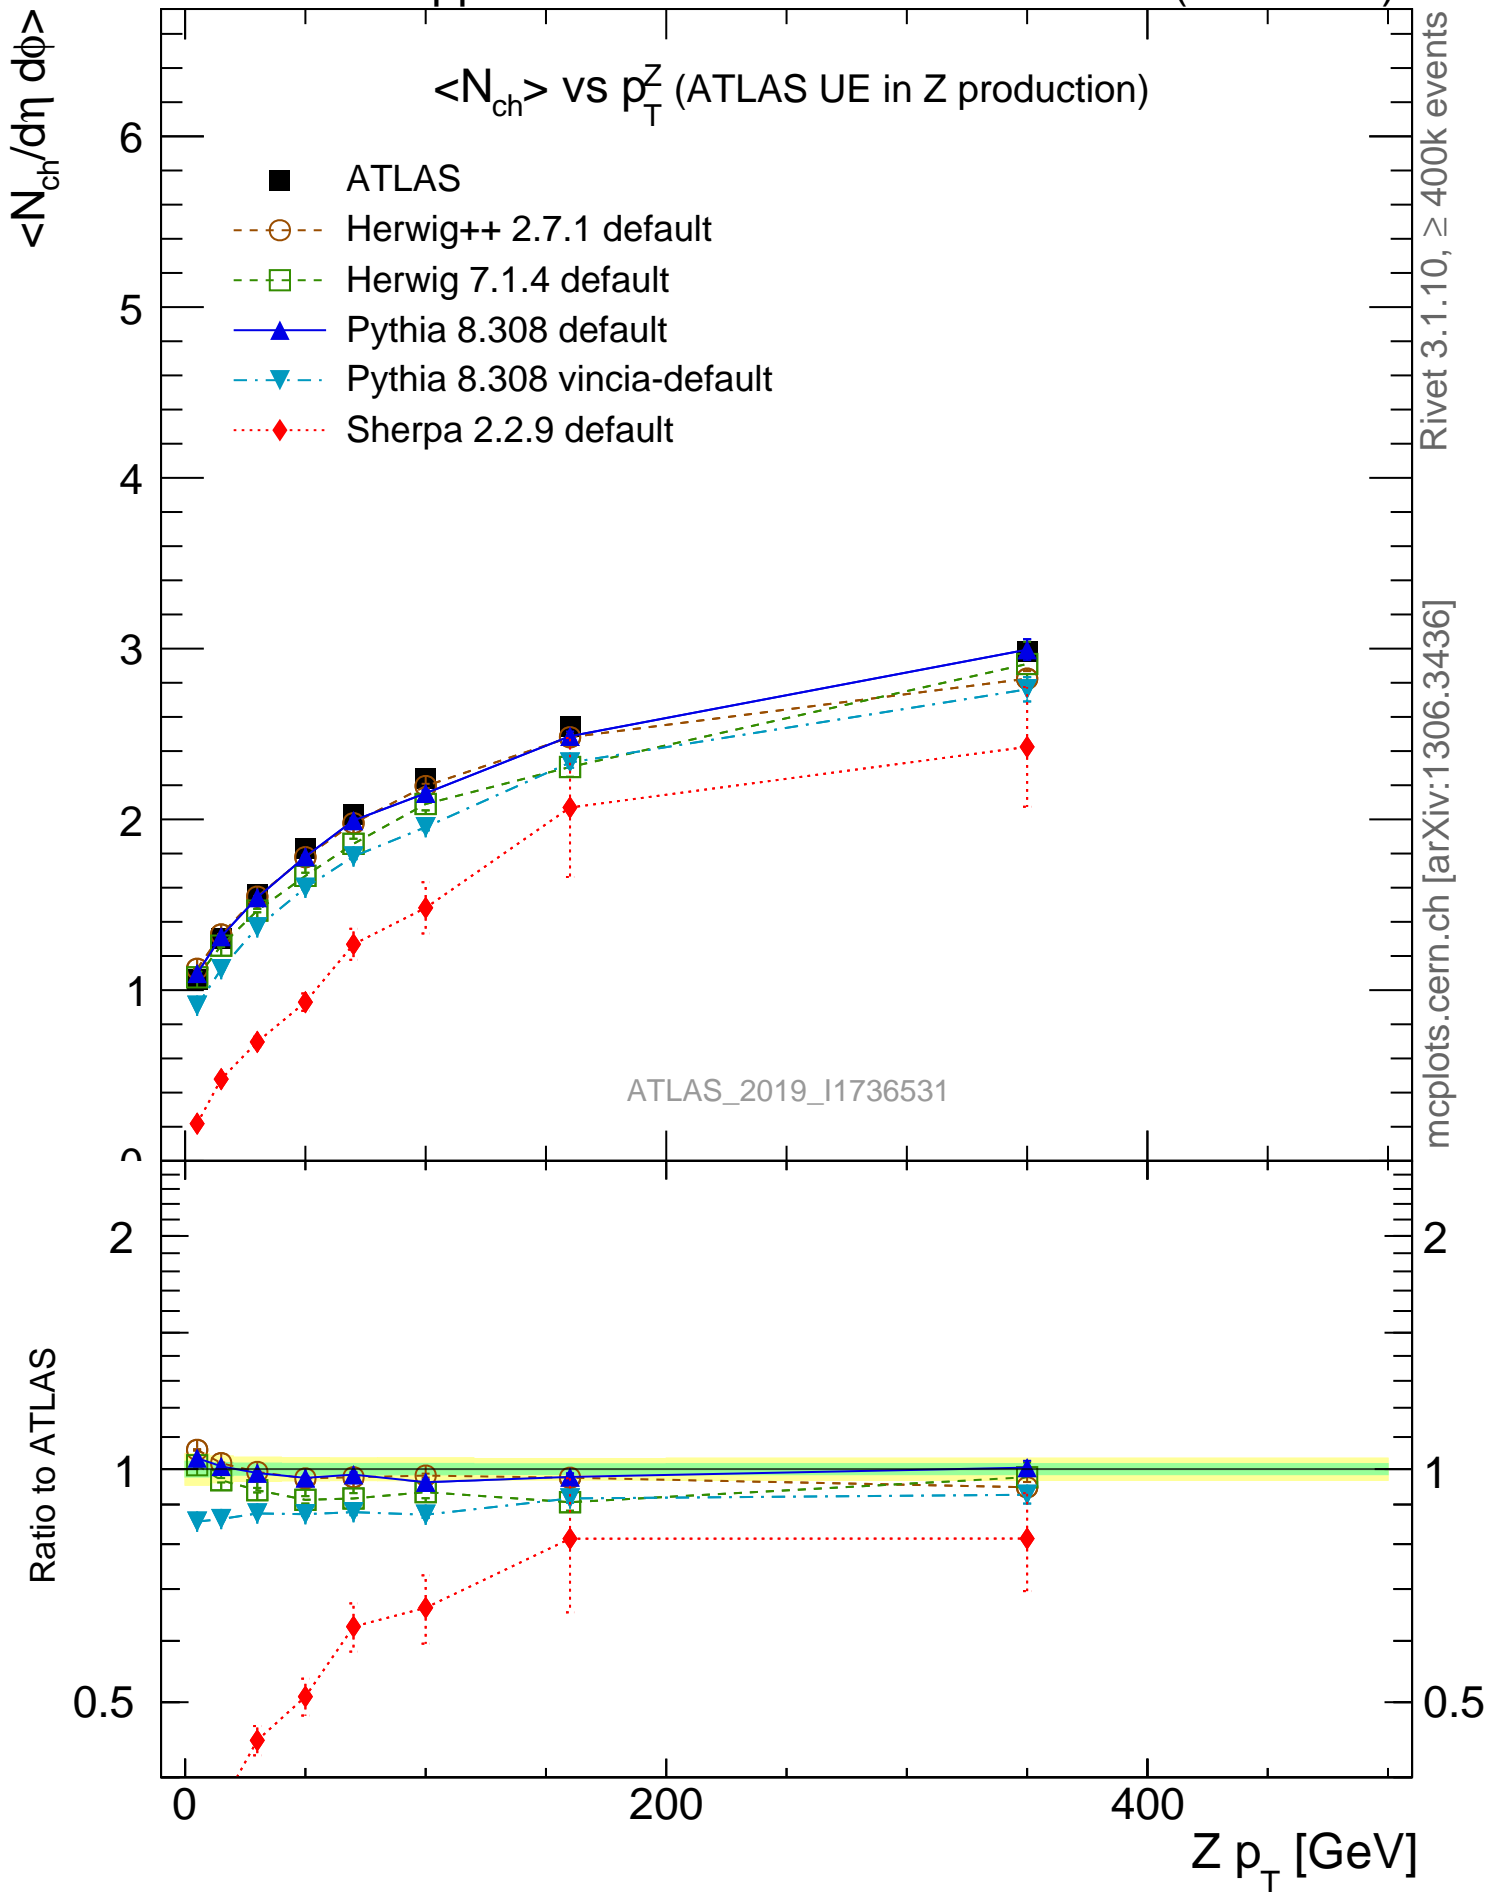 <N_ch/dη dϕ>
<N_ch> vs p_T^Z (ATLAS UE in Z production)
ATLAS
Herwig++ 2.7.1 default
Herwig 7.1.4 default
Pythia 8.308 default
Pythia 8.308 vincia-default
Sherpa 2.2.9 default
6
5
4
3
2
1
0
ATLAS_2019_I1736531
Rivet 3.1.10, ≥ 400k events
mcplots.cern.ch [arXiv:1306.3436]
Ratio to ATLAS
2
1
0.5
2
1
0.5
0
200
400
Z p_T [GeV]